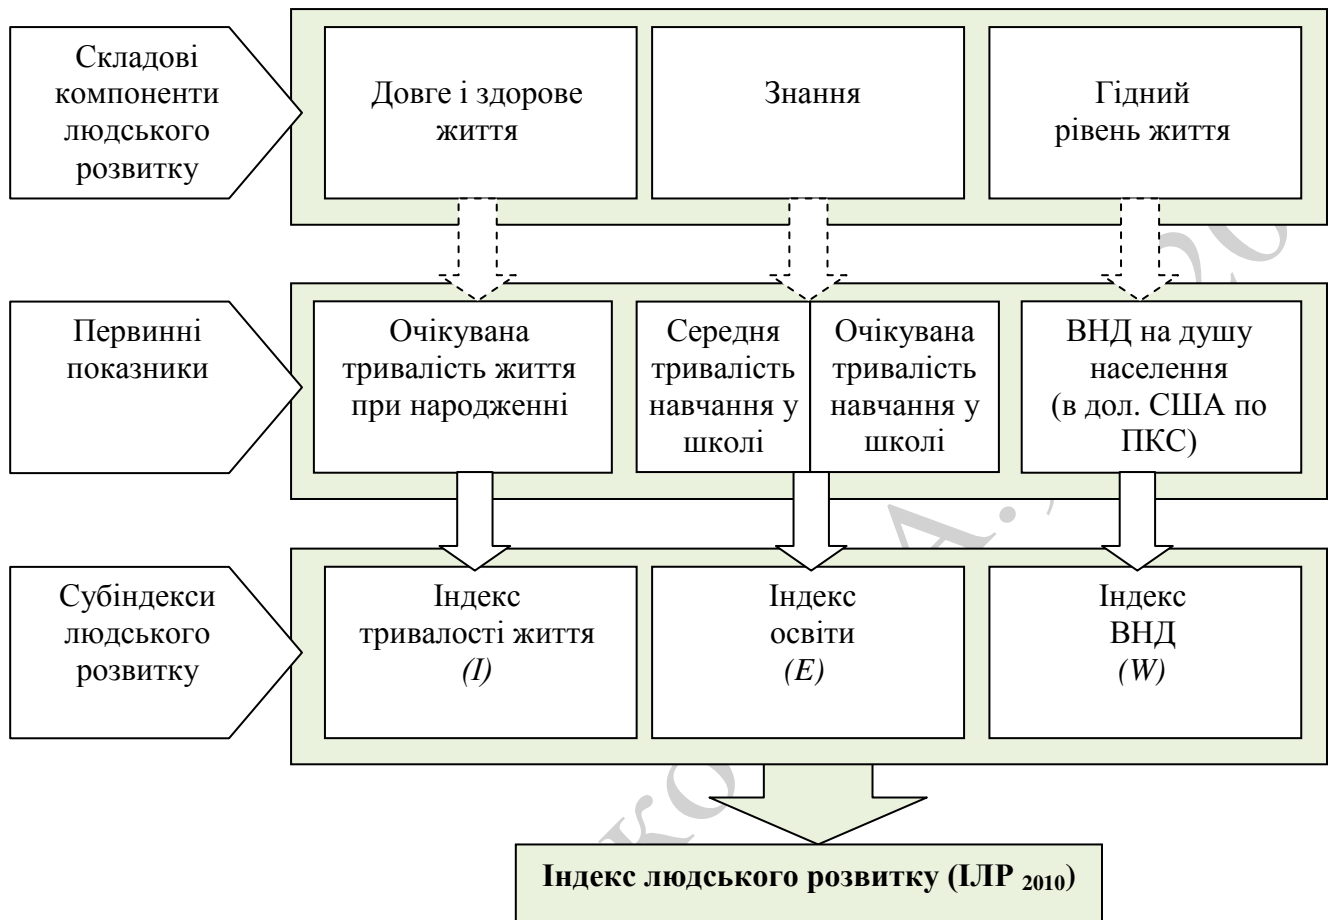 Складові
компоненти
людського
розвитку
Довге і здорове
життя
Знання
Гідний
рівень життя
Первинні
показники
Очікувана
тривалість життя
при народженні
Середня
тривалість
навчання у
школі
Очікувана
тривалість
навчання у
школі
ВНД на душу
населення
(в дол. США по
ПКС)
Субіндекси
людського
розвитку
Індекс
тривалості життя
(I)
Індекс
освіти
(E)
Індекс
ВНД
(W)
Індекс людського розвитку (ІЛР 2010)